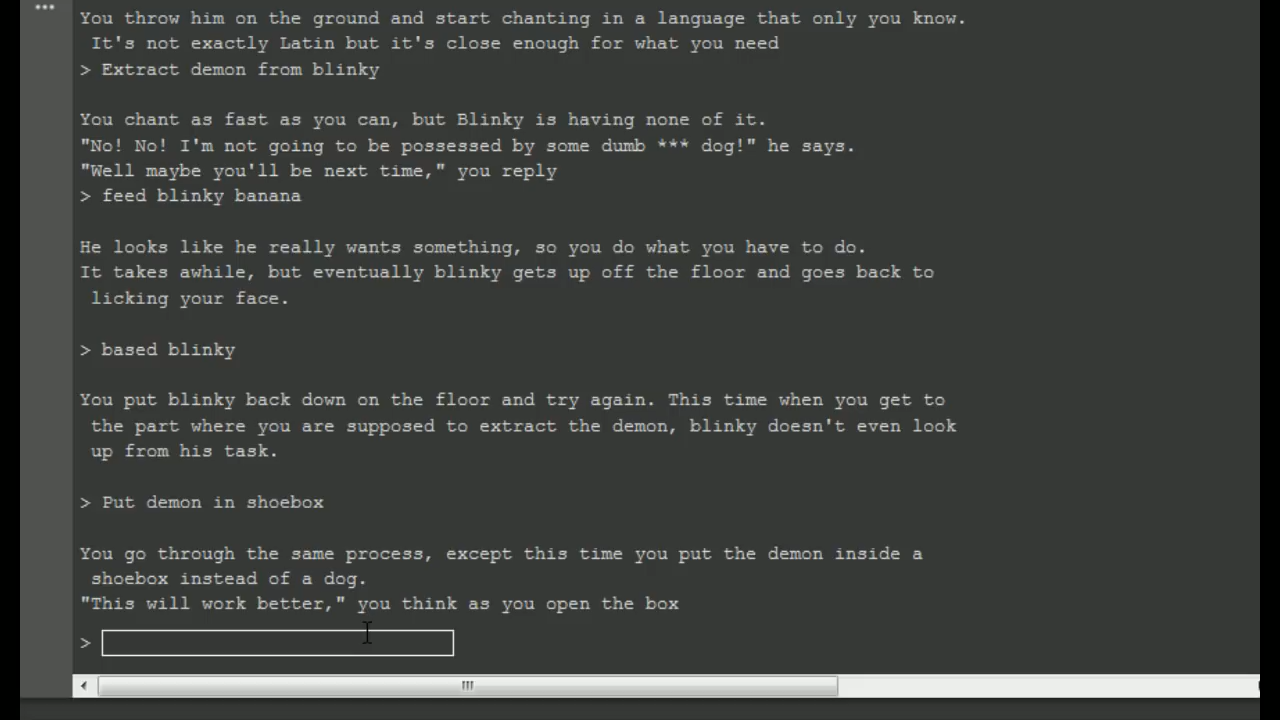 You throw him on the ground and start chanting in a language that only you know.
It's not exactly Latin but it's close enough for what you need
> Extract demon from blinky
You chant as fast as you can, but Blinky is having none of it.
"No! No! I'm not going to be possessed by some dumb *** dog!" he says.
"Well maybe you'll be next time," you reply
> feed blinky banana
He looks like he really wants something, so you do what you have to do.
It takes awhile, but eventually blinky gets up off the floor and goes back to
licking your face.
> based blinky
You put blinky back down on the floor and try again. This time when you get to
the part where you are supposed to extract the demon, blinky doesn't even look
up from his task.
> Put demon in shoebox
You go through the same process, except this time you put the demon inside a
shoebox instead of a dog.
"This will work better," you think as you open the box
>